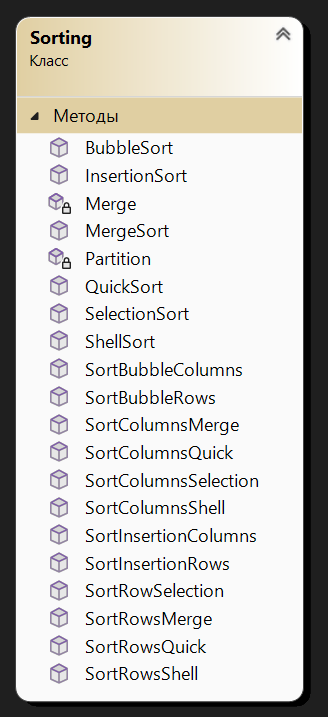 Sorting
Класс
Методы
BubbleSort
InsertionSort
Merge
MergeSort
Partition
QuickSort
SelectionSort
ShellSort
SortBubbleColumns
SortBubbleRows
SortColumnsMerge
SortColumnsQuick
SortColumnsSelection
SortColumnsShell
SortInsertionColumns
SortInsertionRows
SortRowSelection
SortRowsMerge
SortRowsQuick
SortRowsShell